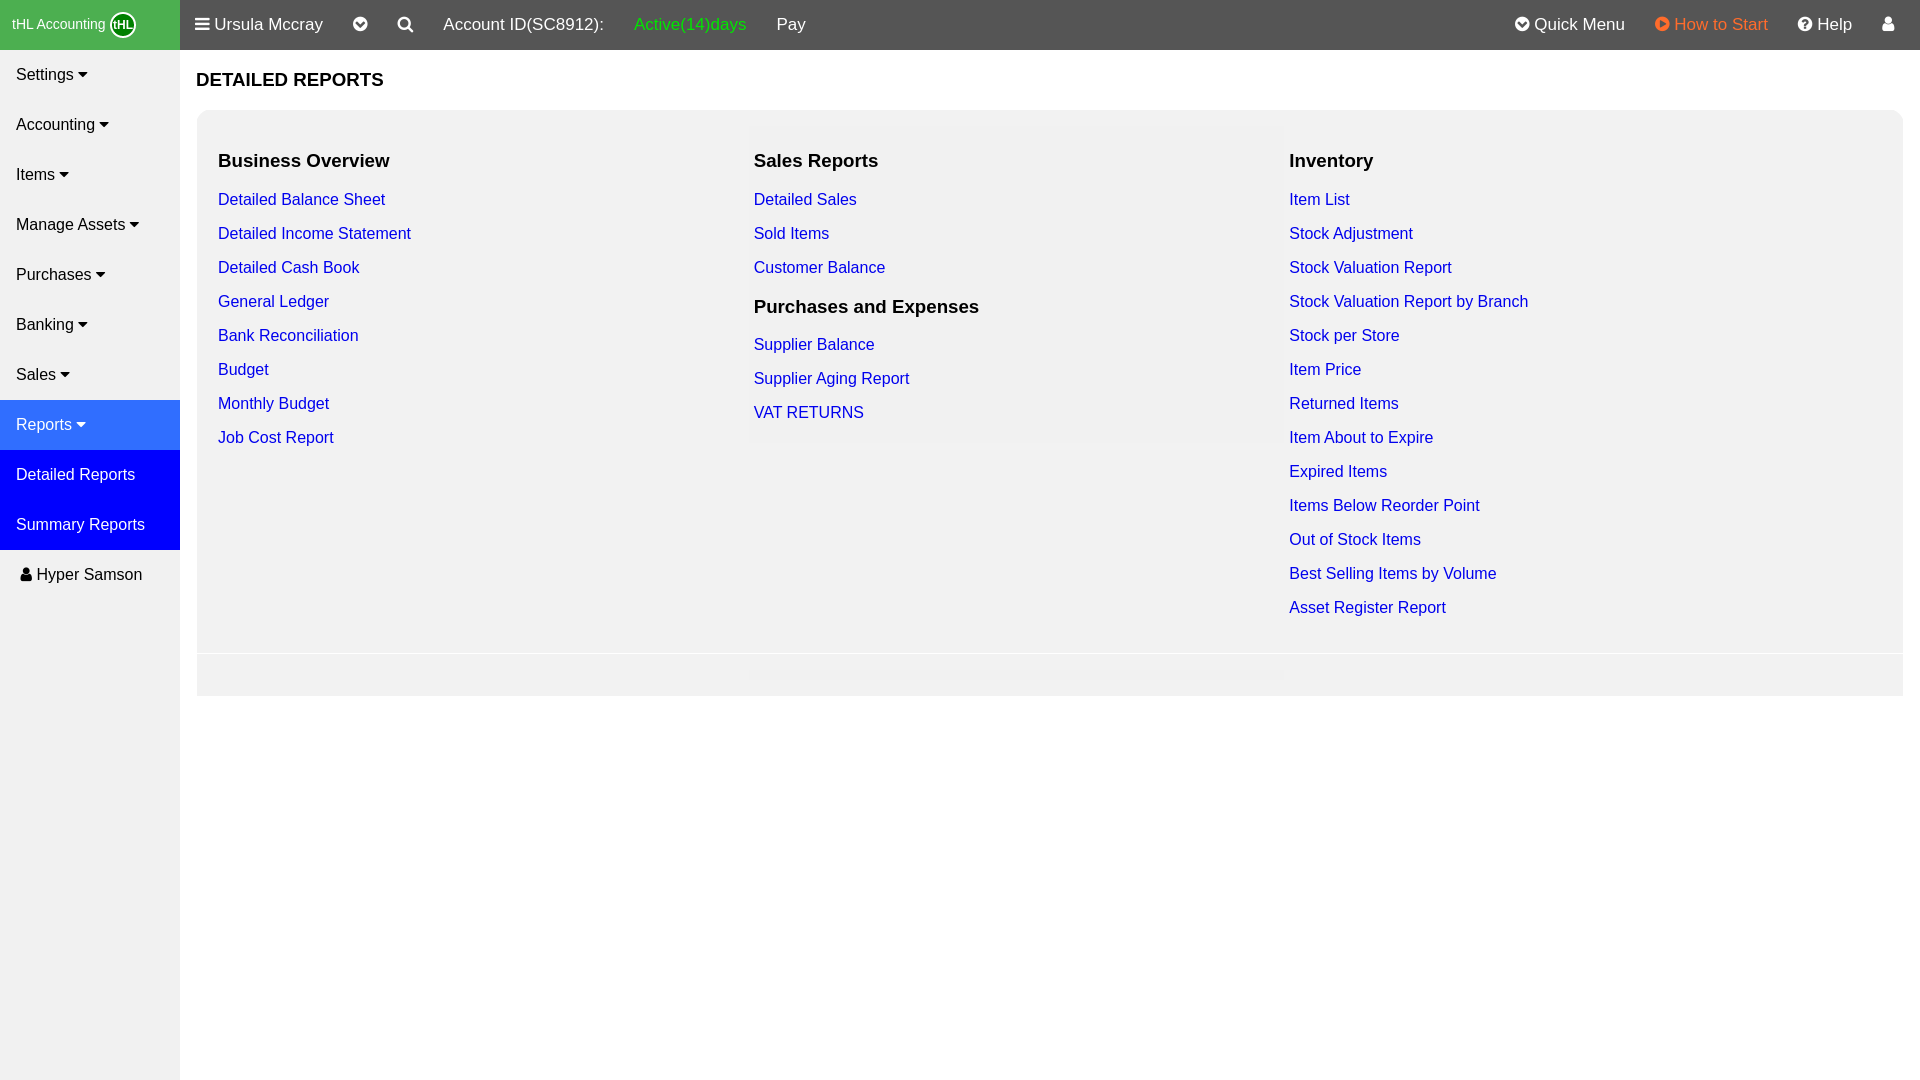 tHL Accounting tHL
Ursula Mccray
Account ID(SC8912):
Active(14)days
Pay
Quick Menu
How to Start
Help
Settings
Accounting
Items
Manage Assets
Purchases
Banking
Sales
Reports
Detailed Reports
Summary Reports
Hyper Samson
DETAILED REPORTS
Business Overview
Detailed Balance Sheet
Detailed Income Statement
Detailed Cash Book
General Ledger
Bank Reconciliation
Budget
Monthly Budget
Job Cost Report
Sales Reports
Detailed Sales
Sold Items
Customer Balance
Purchases and Expenses
Supplier Balance
Supplier Aging Report
VAT RETURNS
Inventory
Item List
Stock Adjustment
Stock Valuation Report
Stock Valuation Report by Branch
Stock per Store
Item Price
Returned Items
Item About to Expire
Expired Items
Items Below Reorder Point
Out of Stock Items
Best Selling Items by Volume
Asset Register Report